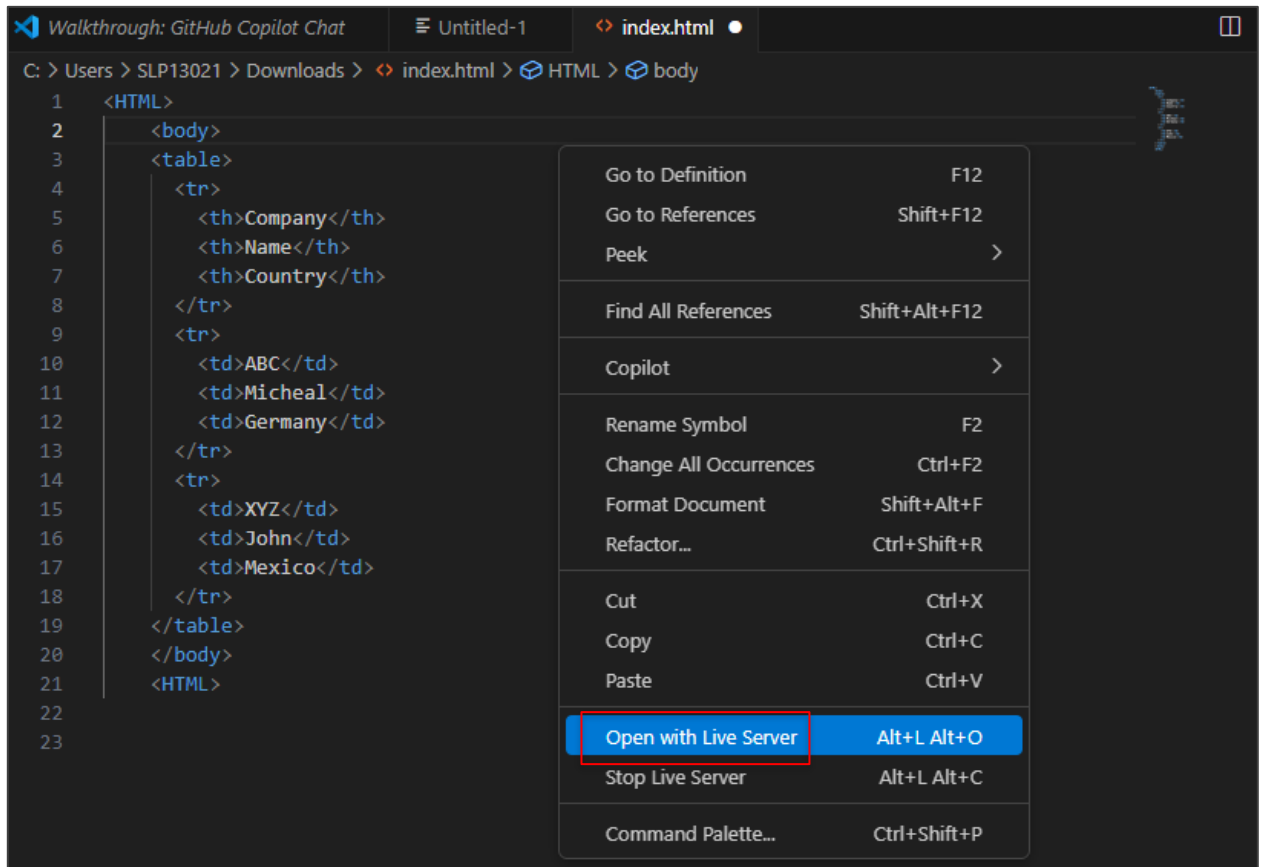 Walkthrough: GitHub Copilot Chat Untitled-1 index.html
C: > Users > SLP13021 > Downloads > index.html > HTML > body
1 <HTML>
2 <body>
3 <table>
4 <tr>
5 <th>Company</th>
6 <th>Name</th>
7 <th>Country</th>
8 </tr>
9 <tr>
10 <td>ABC</td>
11 <td>Micheal</td>
12 <td>Germany</td>
13 </tr>
14 <tr>
15 <td>XYZ</td>
16 <td>John</td>
17 <td>Mexico</td>
18 </tr>
19 </table>
20 </body>
21 <HTML>
22
23
Go to Definition F12
Go to References Shift+F12
Peek >
Find All References Shift+Alt+F12
Copilot >
Rename Symbol F2
Change All Occurrences Ctrl+F2
Format Document Shift+Alt+F
Refactor... Ctrl+Shift+R
Cut Ctrl+X
Copy Ctrl+C
Paste Ctrl+V
Open with Live Server Alt+L Alt+O
Stop Live Server Alt+L Alt+C
Command Palette... Ctrl+Shift+P